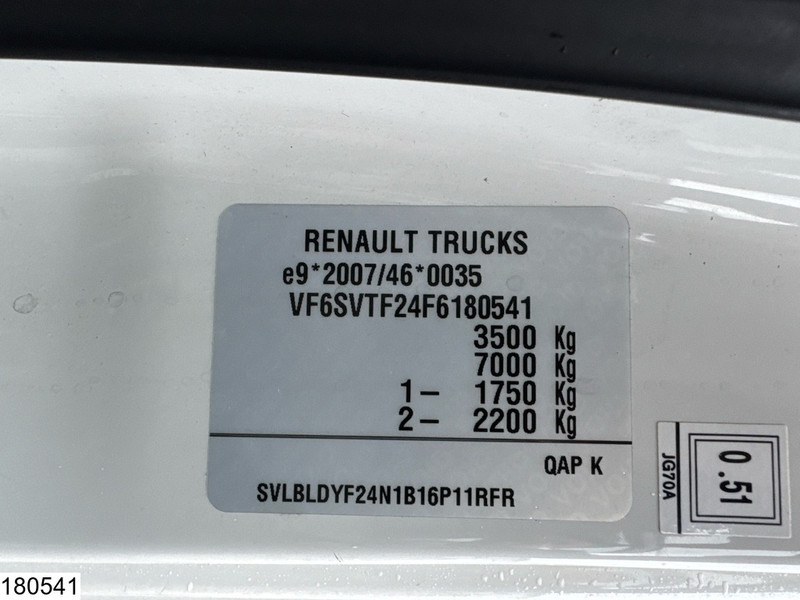 RENAULT TRUCKS
e9*2007/46*0035
VF6SVTF24F6180541
3500 Kg
7000 Kg
1- 1750 Kg
2- 2200 Kg
QAP K
SVLBLDYF24N1B16P11RFR
JG70A
0.51
180541